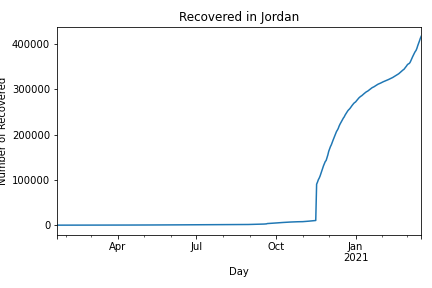 Recovered in Jordan
400000
300000
200000
100000
0
Number of Recovered
Apr Jul Oct Jan
2021
Day